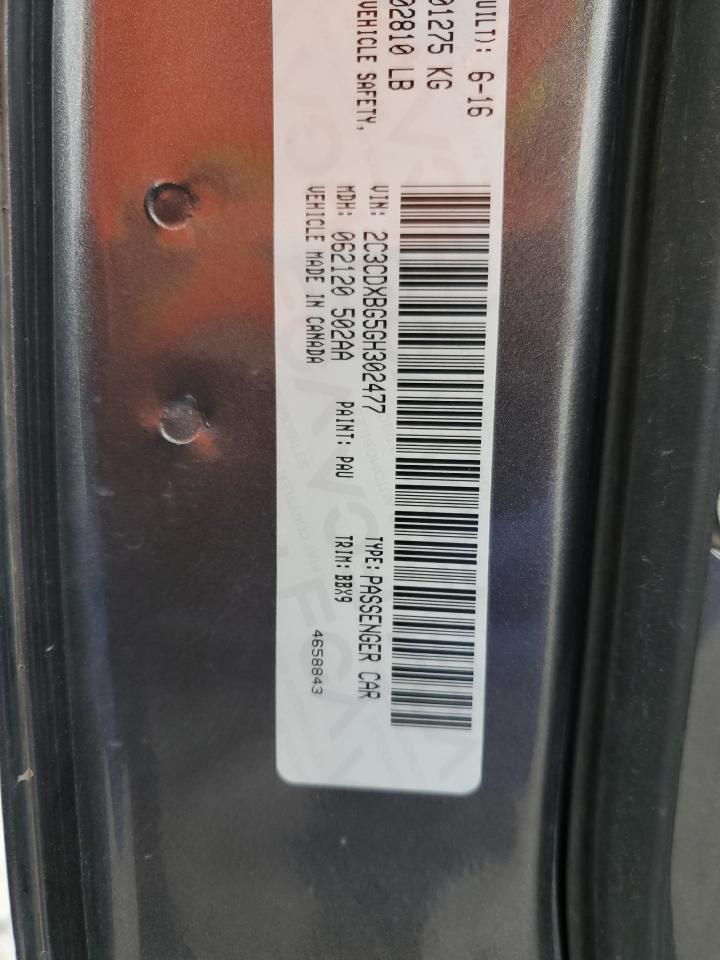 UILT): 6-16
01275 KG
02810 LB
VEHICLE SAFETY,
VIN: 2C3CDXBG5GH302477 TYPE: PASSENGER CAR
MDH: 062120 502AA PAINT: PAU TRIM: BBX9
VEHICLE MADE IN CANADA
4658843